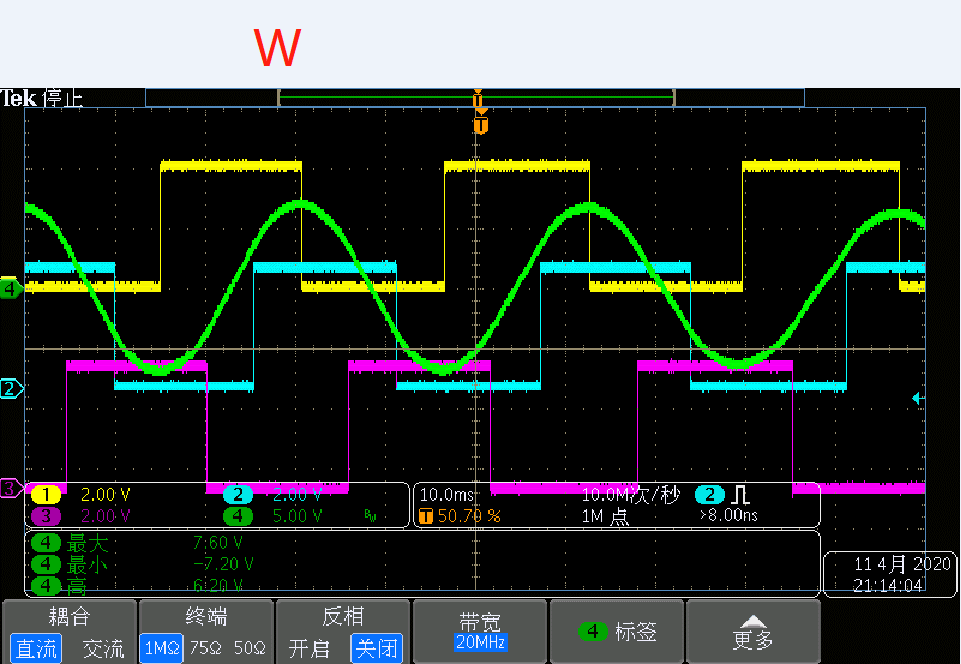 W
Tek 停止
T
T
4
2
3
1 2.00 V 2 2.00 V
3 2.00 V 4 5.00 V BW
10.0ms 10.0M次/秒 2
T 50.70 % 1M 点 >8.00ns
4 最大 7.60 V
4 最小 -7.20 V
4 高 6.20 V
11 4月 2020
21:14:04
耦合 终端 反相 带宽 4 标签 更多
直流 交流 1MΩ 75Ω 50Ω 开启 关闭 20MHz